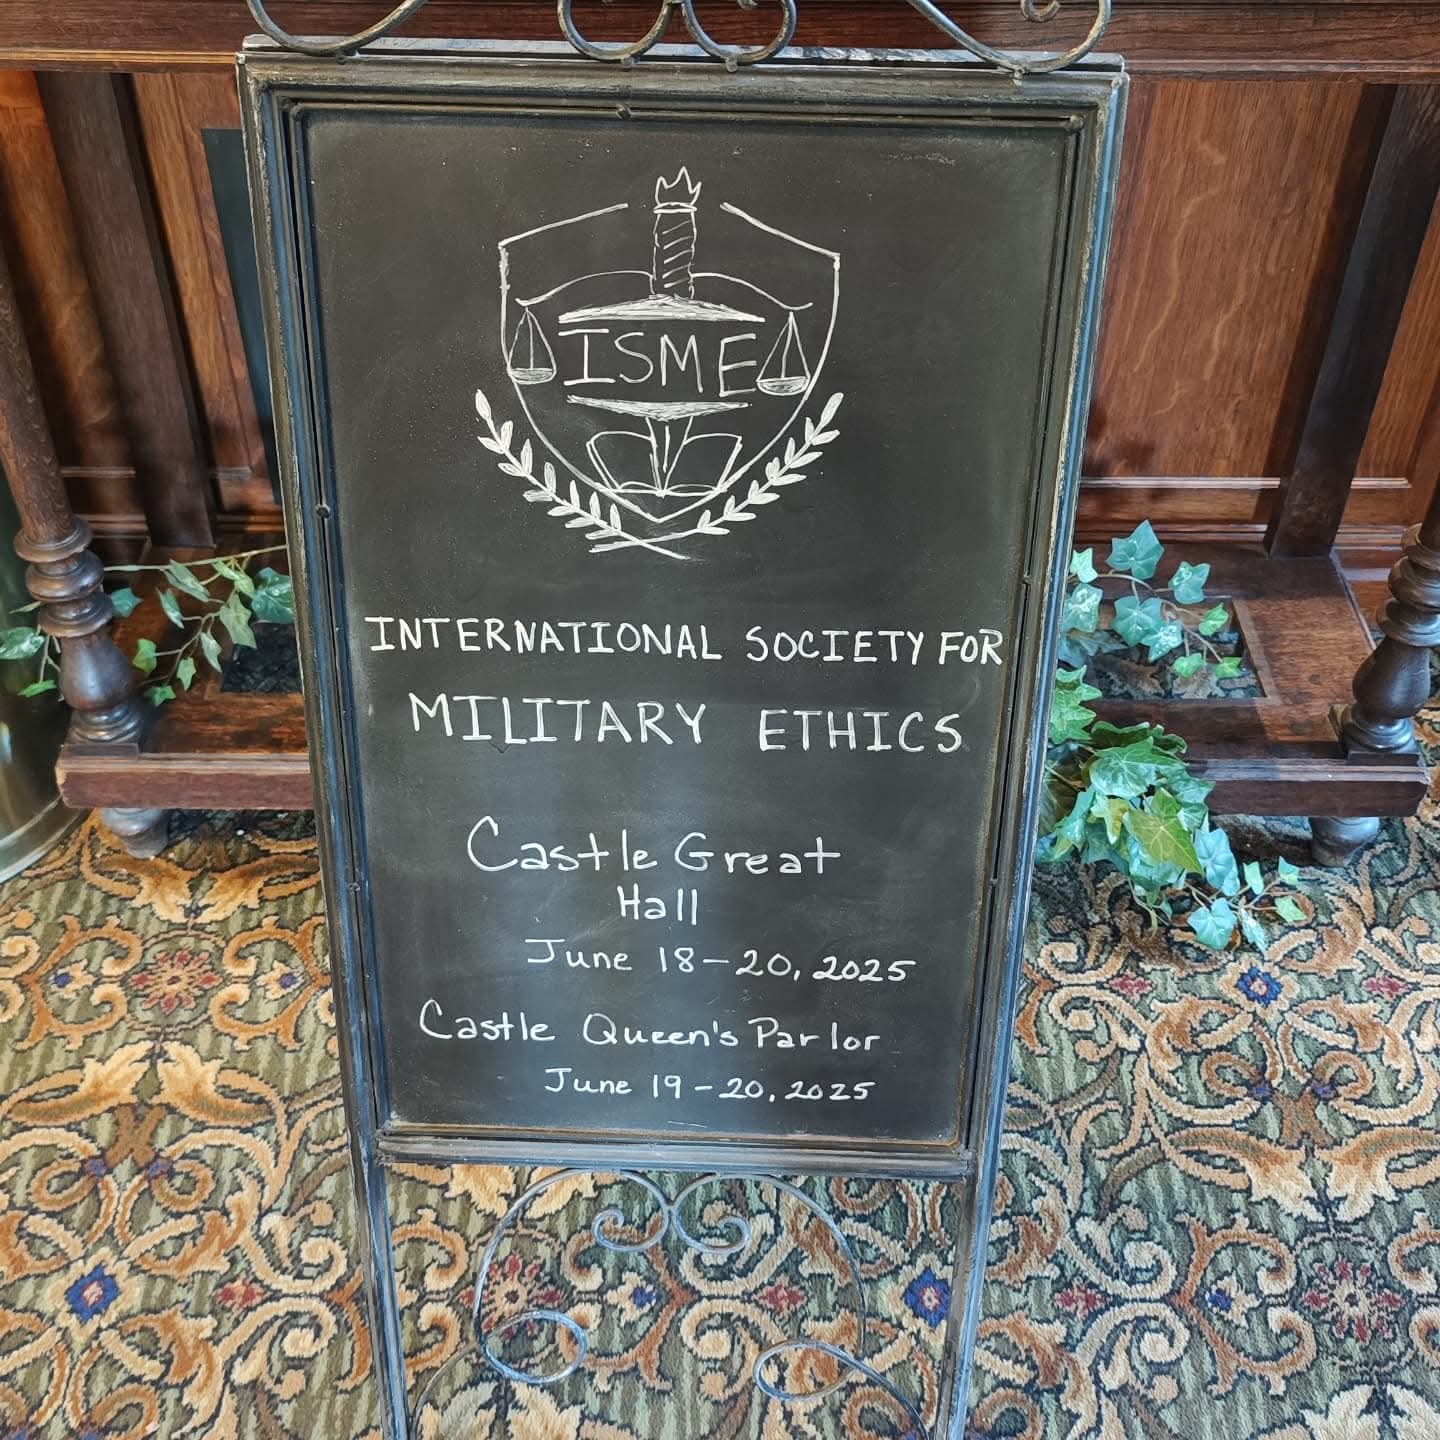 ISME
INTERNATIONAL SOCIETY FOR
MILITARY ETHICS
Castle Great
Hall
June 18-20, 2025
Castle Queen's Parlor
June 19-20, 2025